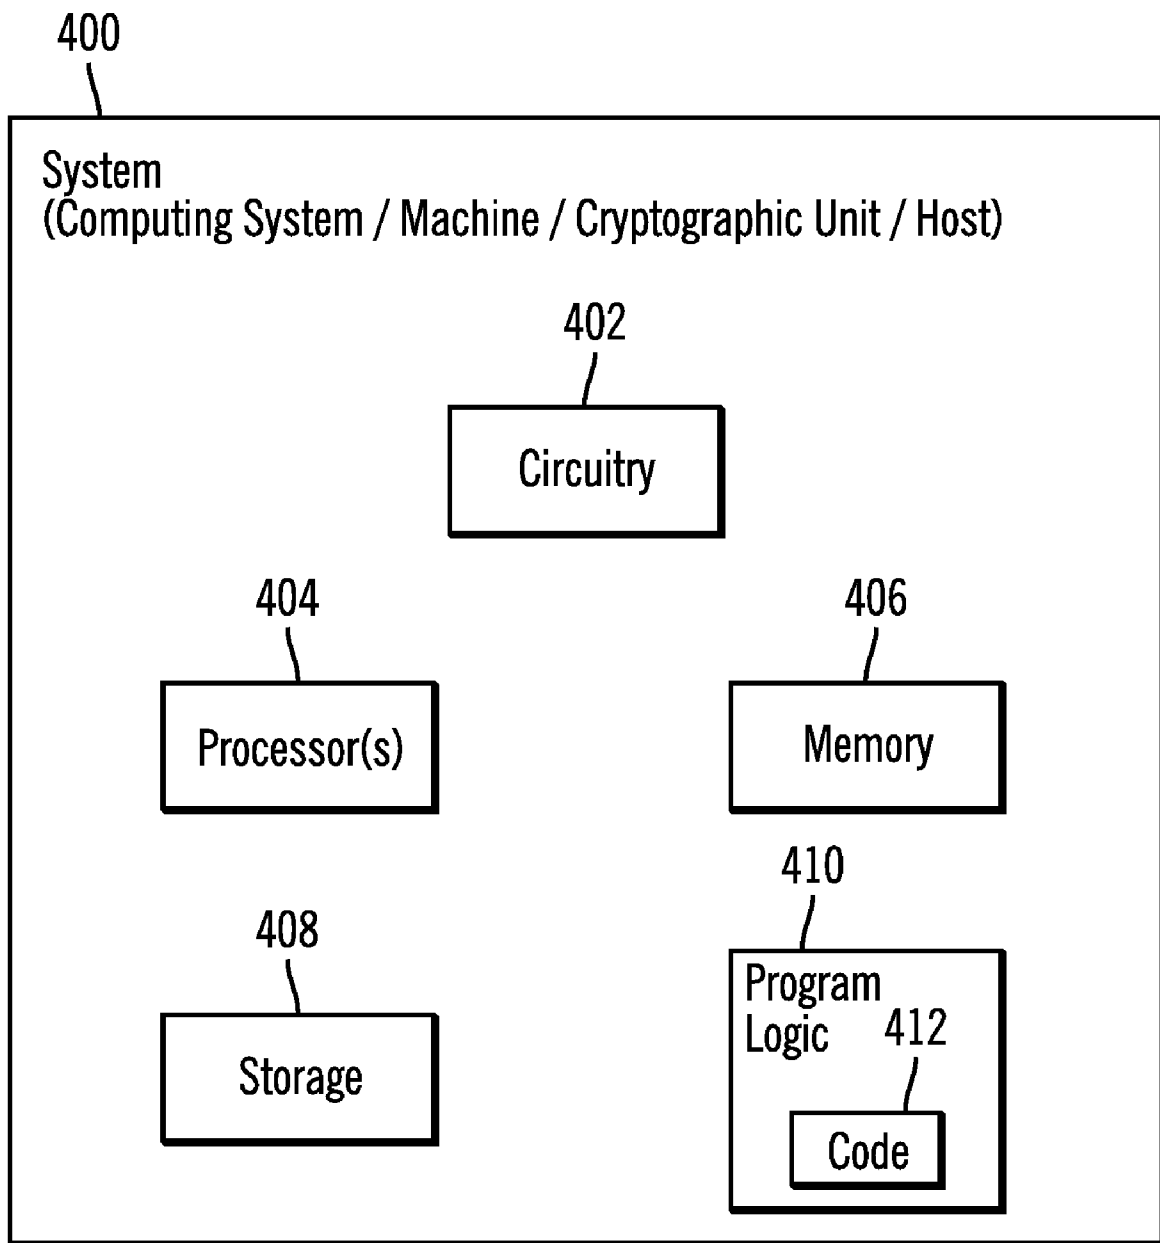 400
System
(Computing System / Machine / Cryptographic Unit / Host)
402
Circuitry
404
Processor(s)
406
Memory
408
Storage
410
Program
Logic
412
Code